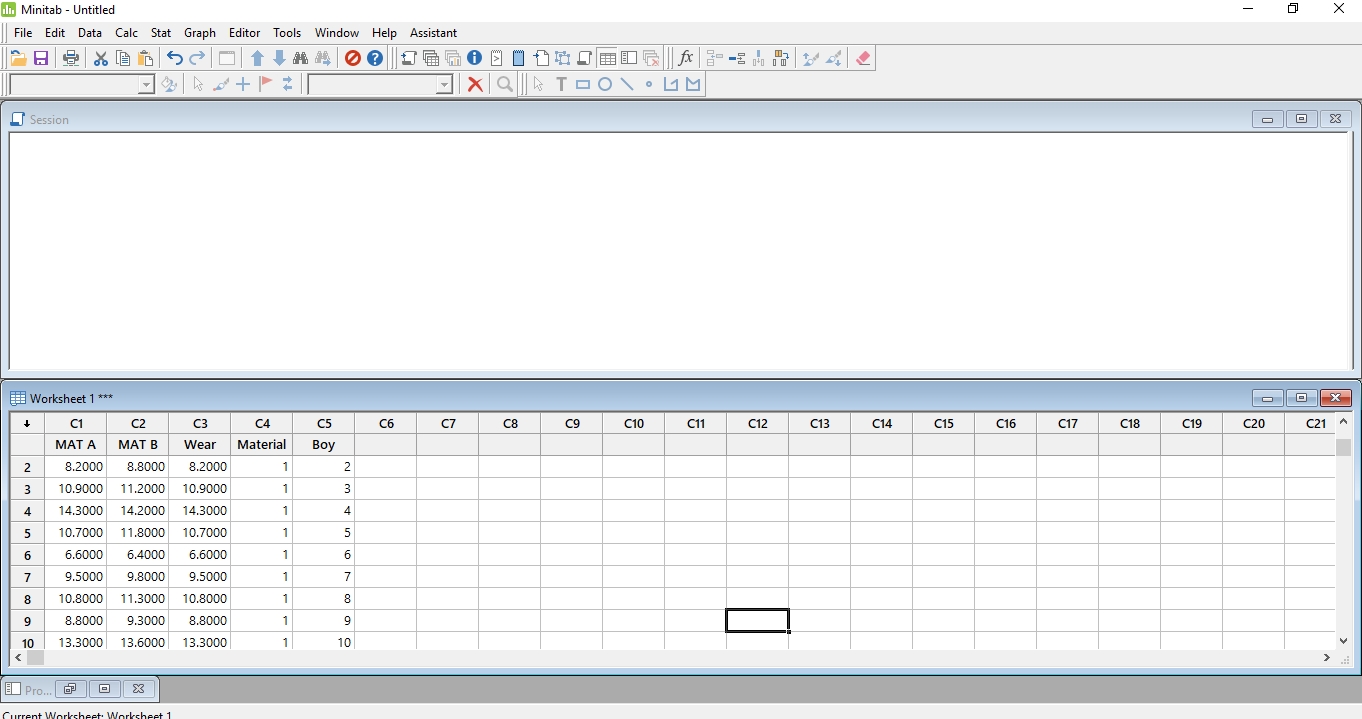 Minitab - Untitled
File Edit Data Calc Stat Graph Editor Tools Window Help Assistant
Session
Worksheet 1 ***
C1 C2 C3 C4 C5 C6 C7 C8 C9 C10 C11 C12 C13 C14 C15 C16 C17 C18 C19 C20 C21
MAT A MAT B Wear Material Boy
2 8.2000 8.8000 8.2000 1 2
3 10.9000 11.2000 10.9000 1 3
4 14.3000 14.2000 14.3000 1 4
5 10.7000 11.8000 10.7000 1 5
6 6.6000 6.4000 6.6000 1 6
7 9.5000 9.8000 9.5000 1 7
8 10.8000 11.3000 10.8000 1 8
9 8.8000 9.3000 8.8000 1 9
10 13.3000 13.6000 13.3000 1 10
Pro...
Current Worksheet: Worksheet 1